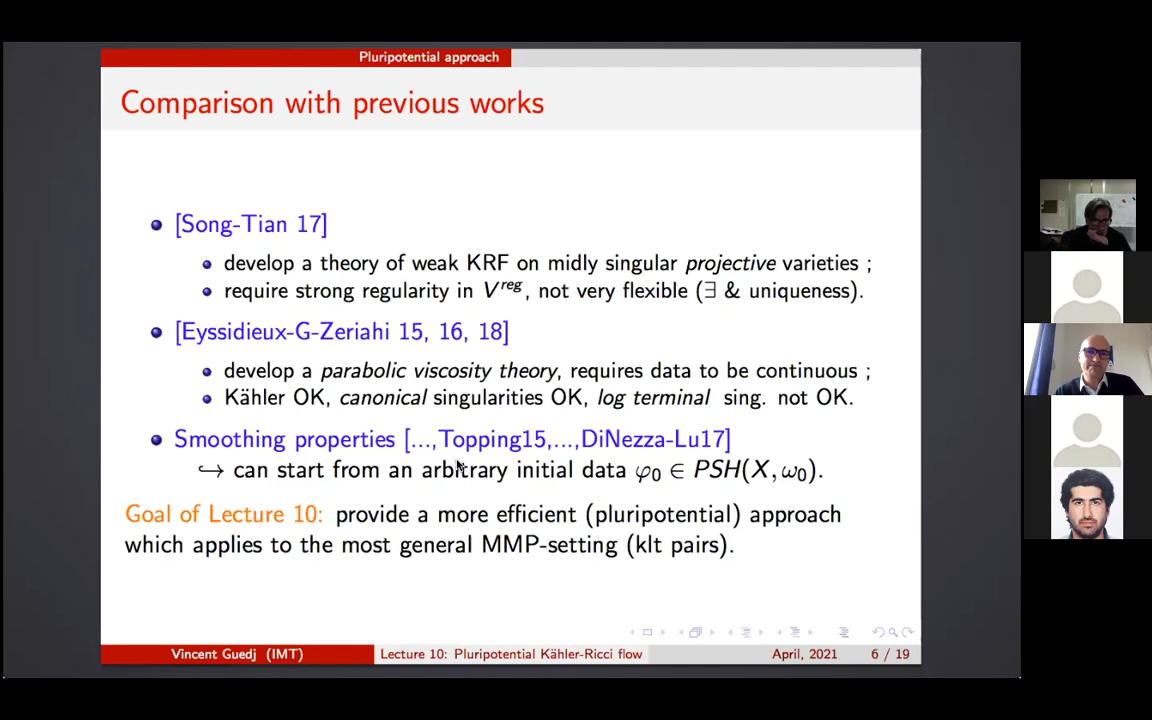 Pluripotential approach
Comparison with previous works
[Song-Tian 17]
develop a theory of weak KRF on midly singular projective varieties ;
require strong regularity in V^reg, not very flexible (∃ & uniqueness).
[Eyssidieux-G-Zeriahi 15, 16, 18]
develop a parabolic viscosity theory, requires data to be continuous ;
Kähler OK, canonical singularities OK, log terminal sing. not OK.
Smoothing properties [...,Topping15,...,DiNezza-Lu17]
↪ can start from an arbitrary initial data φ₀ ∈ PSH(X, ω₀).
Goal of Lecture 10: provide a more efficient (pluripotential) approach
which applies to the most general MMP-setting (klt pairs).
Vincent Guedj (IMT) Lecture 10: Pluripotential Kähler-Ricci flow April, 2021 6 / 19